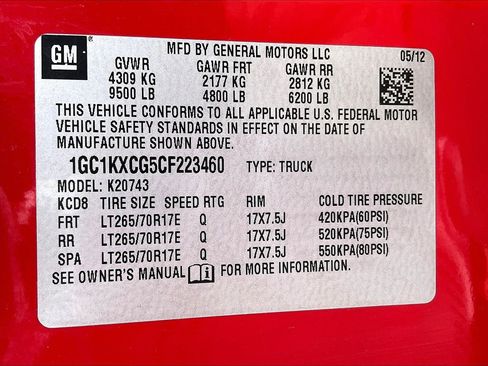 GM
MFD BY GENERAL MOTORS LLC 05/12
GVWR GAWR FRT GAWR RR
4309 KG 2177 KG 2812 KG
9500 LB 4800 LB 6200 LB
THIS VEHICLE CONFORMS TO ALL APPLICABLE U.S. FEDERAL MOTOR
VEHICLE SAFETY STANDARDS IN EFFECT ON THE DATE OF
MANUFACTURE SHOWN ABOVE.
1GC1KXCG5CF223460 TYPE: TRUCK
MODEL: K20743
KCD8 TIRE SIZE SPEED RTG RIM COLD TIRE PRESSURE
FRT LT265/70R17E Q 17X7.5J 420KPA(60PSI)
RR LT265/70R17E Q 17X7.5J 520KPA(75PSI)
SPA LT265/70R17E Q 17X7.5J 550KPA(80PSI)
SEE OWNER'S MANUAL FOR MORE INFORMATION.